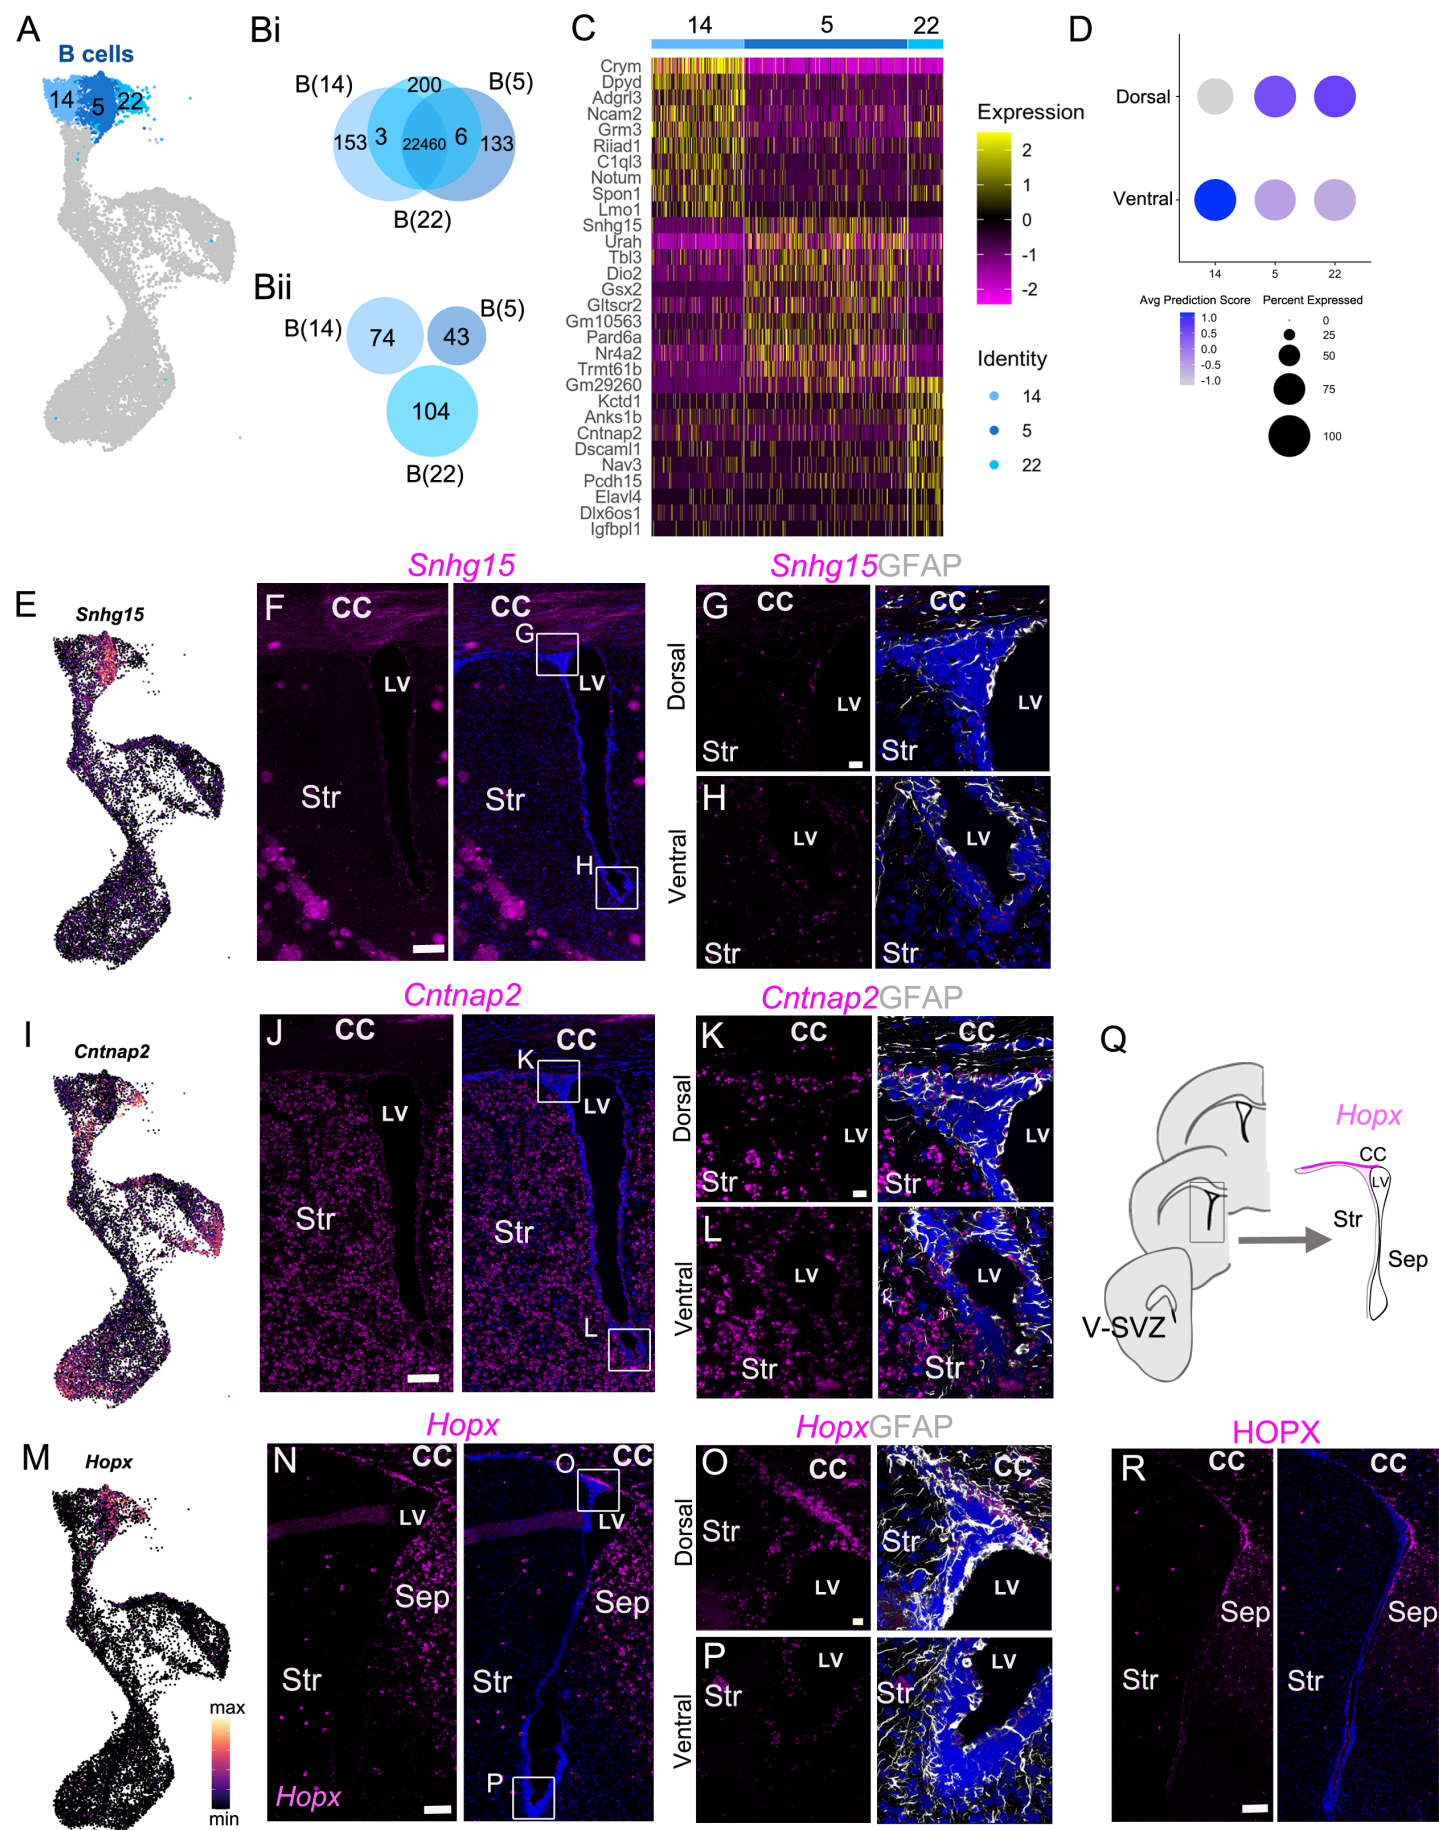 A
B cells
14
5
22
Bi
B(14)
200
B(5)
153
3
22460
6
133
B(22)
Bii
B(14)
B(5)
74
43
104
B(22)
C
14
5
22
Crym
Dpyd
Adgrl3
Ncam2
Grm3
Riiad1
C1ql3
Notum
Spon1
Lmo1
Snhg15
Urah
Tbl3
Dio2
Gsx2
Gltscr2
Gm10563
Pard6a
Nr4a2
Trmt61b
Gm29260
Kctd1
Anks1b
Cntnap2
Dscaml1
Nav3
Pcdh15
Elavl4
Dlx6os1
Igfbpl1
Expression
2
1
0
-1
-2
Identity
14
5
22
D
Dorsal
Ventral
14
5
22
Avg Prediction Score
1.0
0.5
0.0
-0.5
-1.0
Percent Expressed
0
25
50
75
100
E
Snhg15
Snhg15
F
CC
LV
Str
CC
G
LV
Str
H
Snhg15GFAP
Dorsal
G
CC
LV
Str
CC
LV
Str
Ventral
H
LV
Str
LV
Str
I
Cntnap2
Cntnap2
J
CC
LV
Str
CC
K
LV
Str
L
Cntnap2GFAP
Dorsal
K
CC
LV
Str
CC
LV
Str
Ventral
L
LV
Str
LV
Str
Q
V-SVZ
Hopx
CC
LV
Str
Sep
M
Hopx
max
min
Hopx
N
CC
LV
Sep
Str
Hopx
CC
O
LV
Sep
Str
P
HopxGFAP
Dorsal
O
CC
Str
LV
CC
Str
LV
Ventral
P
LV
Str
LV
Str
HOPX
R
CC
Sep
Str
CC
Sep
Str